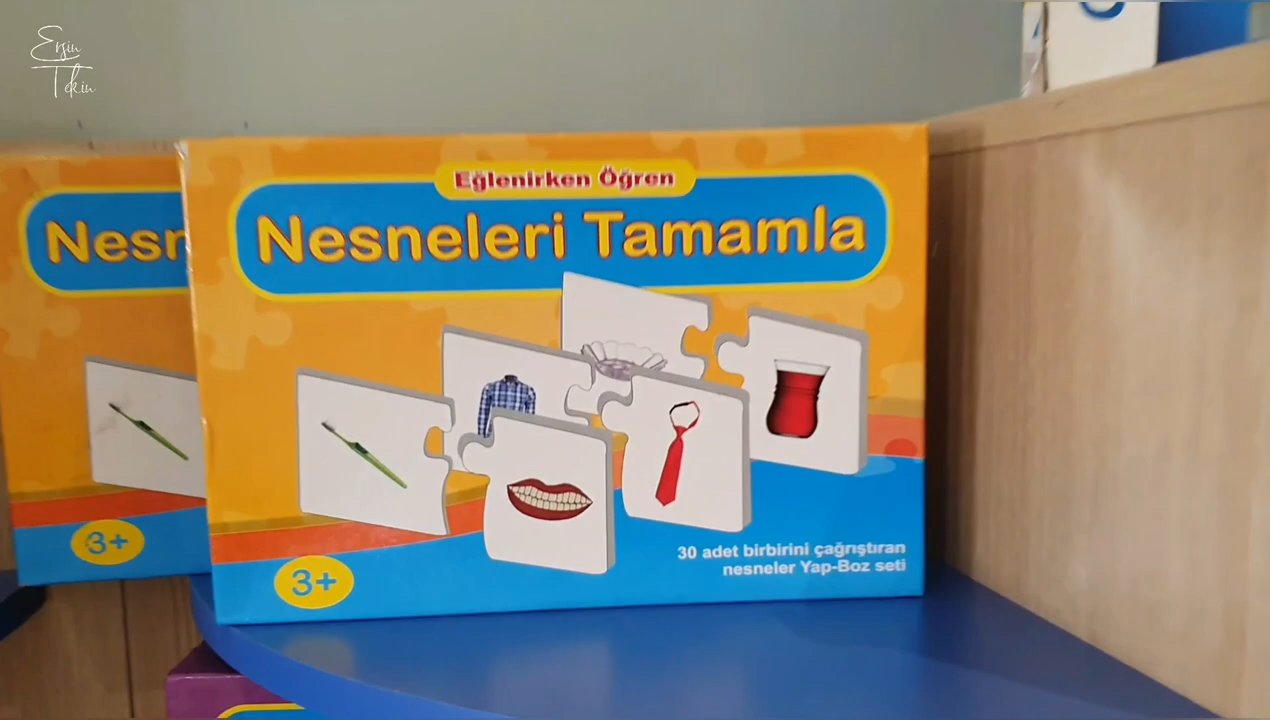 Ersin
Tekin
Eğlenirken Öğren
Nesneleri Tamamla
3+
30 adet birbirini çağrıştıran
nesneler Yap-Boz seti
Nesn
3+